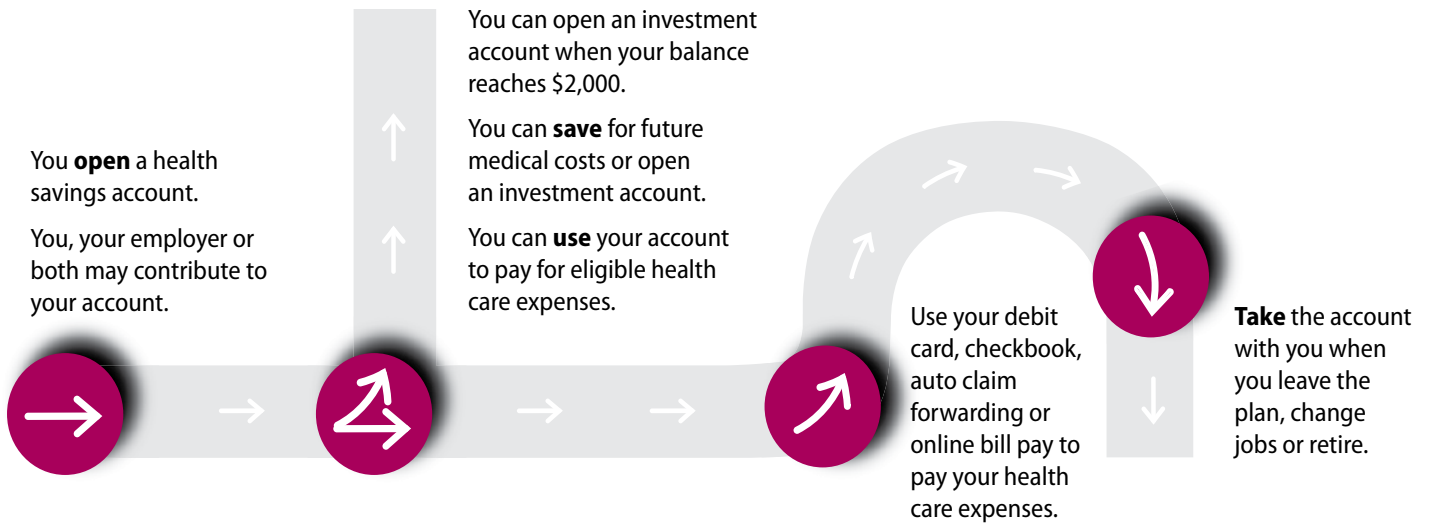 You open a health
savings account.
You, your employer or
both may contribute to
your account.
You can open an investment
account when your balance
reaches $2,000.
You can save for future
medical costs or open
an investment account.
You can use your account
to pay for eligible health
care expenses.
Use your debit
card, checkbook,
auto claim
forwarding or
online bill pay to
pay your health
care expenses.
Take the account
with you when
you leave the
plan, change
jobs or retire.